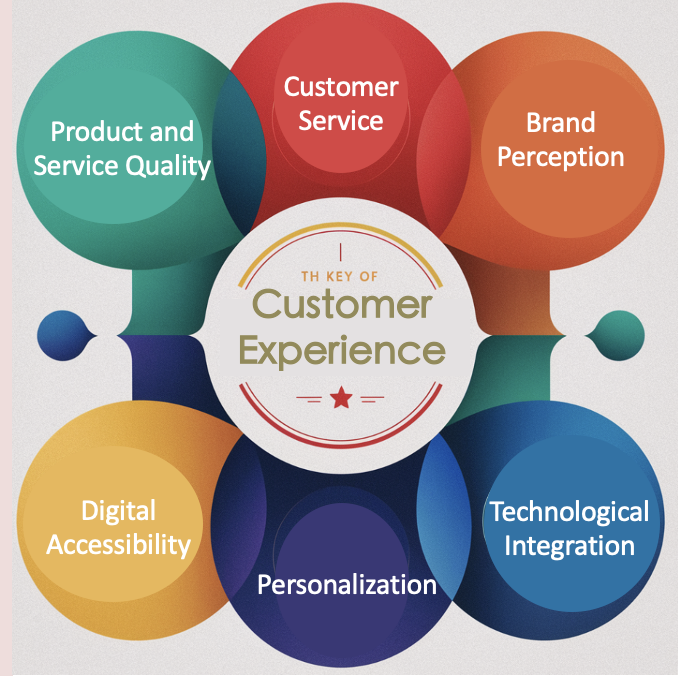 Customer
Service
Product and
Service Quality
Brand
Perception
TH KEY OF
Customer
Experience
Digital
Accessibility
Technological
Integration
Personalization